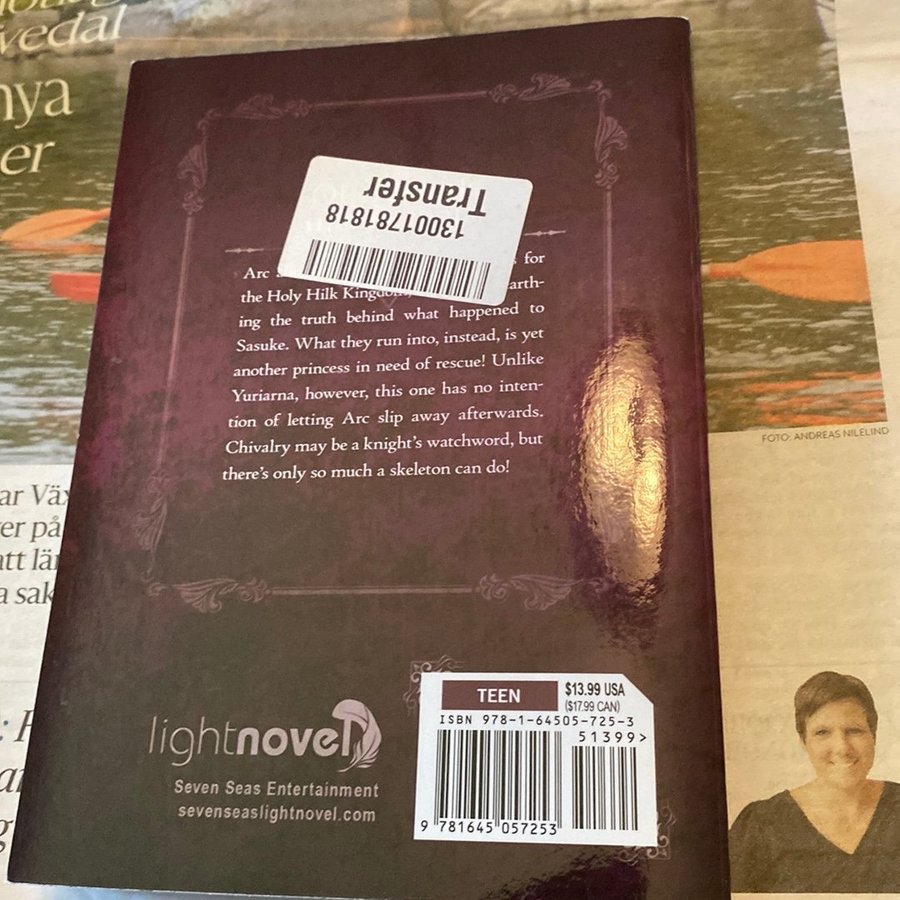 vedal
nya
er
Transfer
13001781818
Arc
for
the Holy Hilk Kingdom,
earth-
ing the truth behind what happened to
Sasuke. What they run into, instead, is yet
another princess in need of rescue! Unlike
Yuriarna, however, this one has no inten-
tion of letting Arc slip away afterwards.
Chivalry may be a knight's watchword, but
there's only so much a skeleton can do!
FOTO: ANDREAS NILELIND
ar Väx
er på
att lär
a sak
lightnovel
Seven Seas Entertainment
sevenseaslightnovel.com
TEEN
$13.99 USA
($17.99 CAN)
ISBN 978-1-64505-725-3
51399>
9 781645 057253